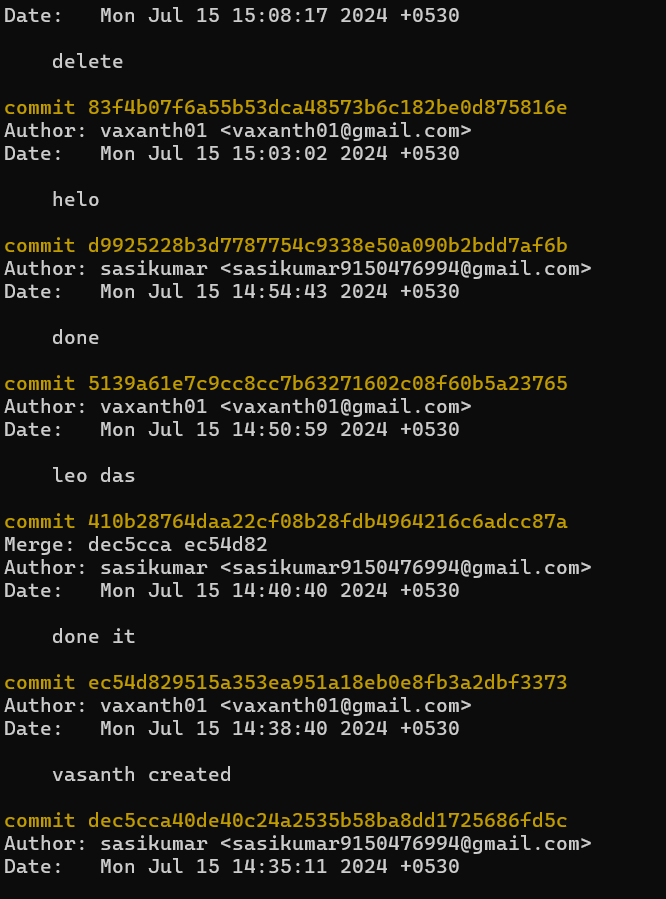 Date:   Mon Jul 15 15:08:17 2024 +0530
    delete
commit 83f4b07f6a55b53dca48573b6c182be0d875816e
Author: vaxanth01 <vaxanth01@gmail.com>
Date:   Mon Jul 15 15:03:02 2024 +0530
    helo
commit d9925228b3d7787754c9338e50a090b2bdd7af6b
Author: sasikumar <sasikumar9150476994@gmail.com>
Date:   Mon Jul 15 14:54:43 2024 +0530
    done
commit 5139a61e7c9cc8cc7b63271602c08f60b5a23765
Author: vaxanth01 <vaxanth01@gmail.com>
Date:   Mon Jul 15 14:50:59 2024 +0530
    leo das
commit 410b28764daa22cf08b28fdb4964216c6adcc87a
Merge: dec5cca ec54d82
Author: sasikumar <sasikumar9150476994@gmail.com>
Date:   Mon Jul 15 14:40:40 2024 +0530
    done it
commit ec54d829515a353ea951a18eb0e8fb3a2dbf3373
Author: vaxanth01 <vaxanth01@gmail.com>
Date:   Mon Jul 15 14:38:40 2024 +0530
    vasanth created
commit dec5cca40de40c24a2535b58ba8dd1725686fd5c
Author: sasikumar <sasikumar9150476994@gmail.com>
Date:   Mon Jul 15 14:35:11 2024 +0530